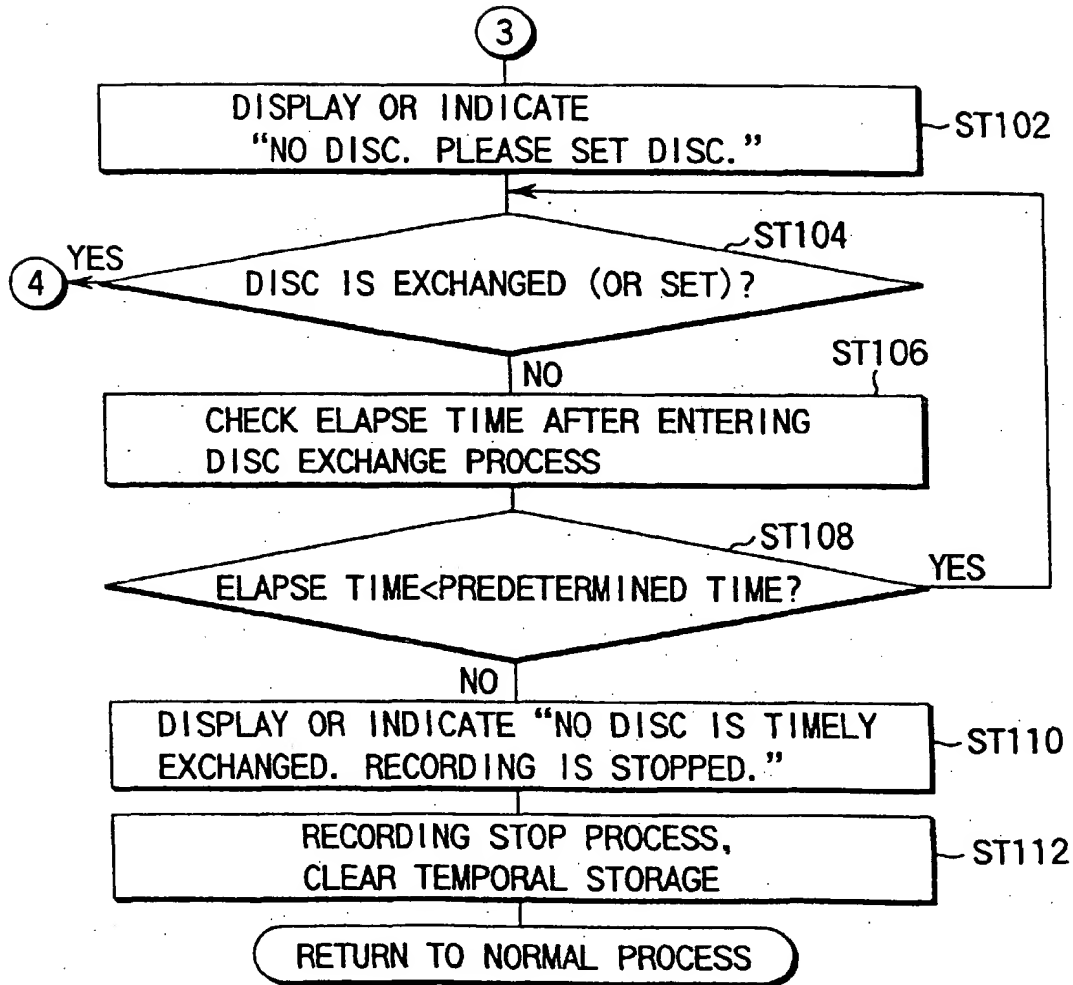 3
DISPLAY OR INDICATE
"NO DISC. PLEASE SET DISC."
ST102
ST104
YES
4
DISC IS EXCHANGED (OR SET)?
NO
ST106
CHECK ELAPSE TIME AFTER ENTERING
DISC EXCHANGE PROCESS
ST108
YES
ELAPSE TIME<PREDETERMINED TIME?
NO
DISPLAY OR INDICATE "NO DISC IS TIMELY
EXCHANGED. RECORDING IS STOPPED."
ST110
RECORDING STOP PROCESS,
CLEAR TEMPORAL STORAGE
ST112
RETURN TO NORMAL PROCESS